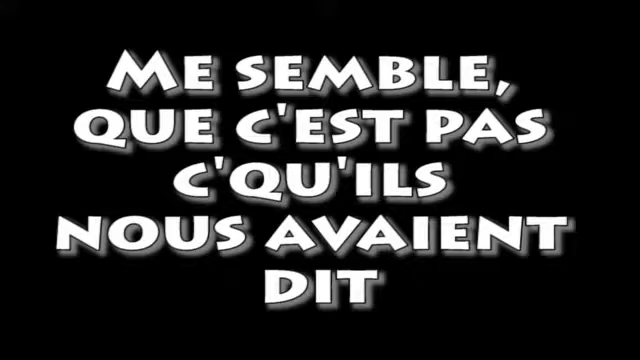 ME SEMBLE,
QUE C'EST PAS
C'QU'ILS
NOUS AVAIENT
DIT